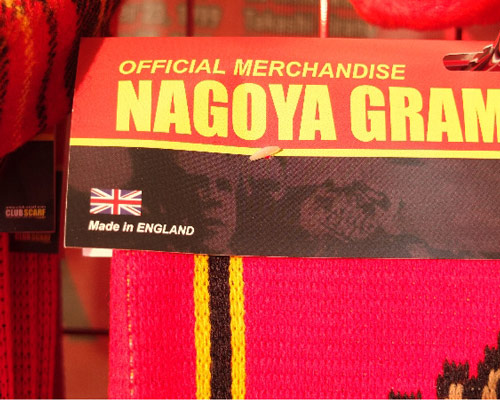 OFFICIAL MERCHANDISE
NAGOYA GRAM
Made in ENGLAND
CLUB SCARF